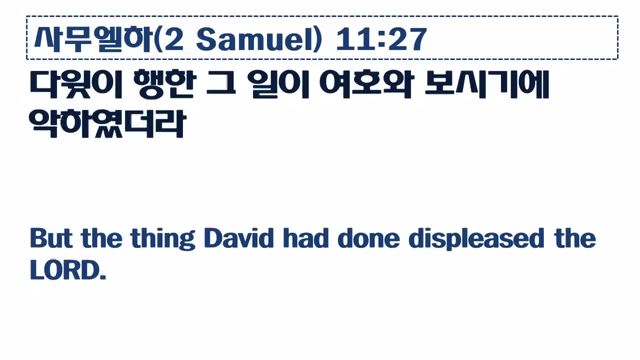 사무엘하(2 Samuel) 11:27
다윗이 행한 그 일이 여호와 보시기에
악하였더라
But the thing David had done displeased the
LORD.